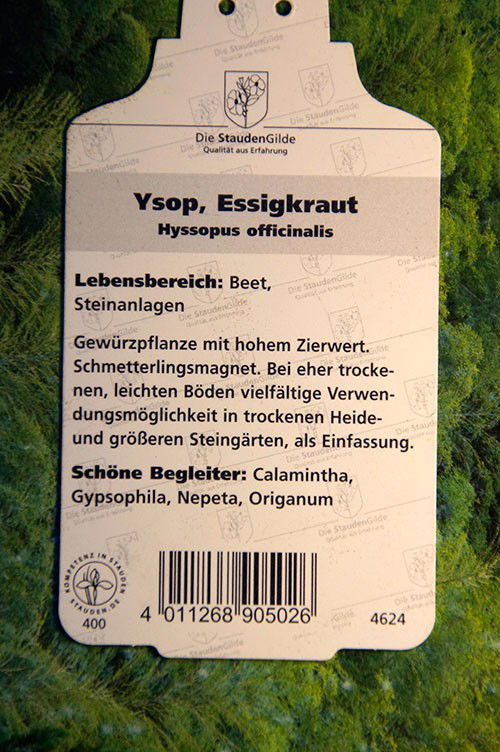 Die StaudenGilde
Qualität aus Erfahrung
Ysop, Essigkraut
Hyssopus officinalis
Lebensbereich: Beet,
Steinanlagen
Gewürzpflanze mit hohem Zierwert.
Schmetterlingsmagnet. Bei eher trocke-
nen, leichten Böden vielfältige Verwen-
dungsmöglichkeit in trockenen Heide-
und größeren Steingärten, als Einfassung.
Schöne Begleiter: Calamintha,
Gypsophila, Nepeta, Origanum
KOMPETENZ IN STAUDEN
STAUDEN.DE
400
4 011268 905026
4624